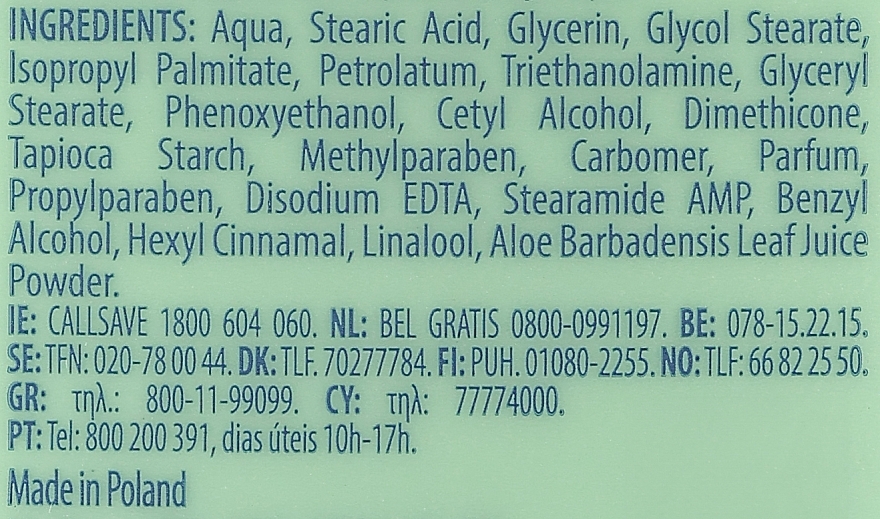 INGREDIENTS: Aqua, Stearic Acid, Glycerin, Glycol Stearate,
Isopropyl Palmitate, Petrolatum, Triethanolamine, Glyceryl
Stearate, Phenoxyethanol, Cetyl Alcohol, Dimethicone,
Tapioca Starch, Methylparaben, Carbomer, Parfum,
Propylparaben, Disodium EDTA, Stearamide AMP, Benzyl
Alcohol, Hexyl Cinnamal, Linalool, Aloe Barbadensis Leaf Juice
Powder.
IE: CALLSAVE 1800 604 060. NL: BEL GRATIS 0800-0991197. BE: 078-15.22.15.
SE: TFN: 020-78 00 44. DK: TLF. 70277784. FI: PUH. 01080-2255. NO: TLF: 66 82 25 50.
GR: τηλ.: 800-11-99099. CY: τηλ: 77774000.
PT: Tel: 800 200 391, dias úteis 10h-17h.
Made in Poland